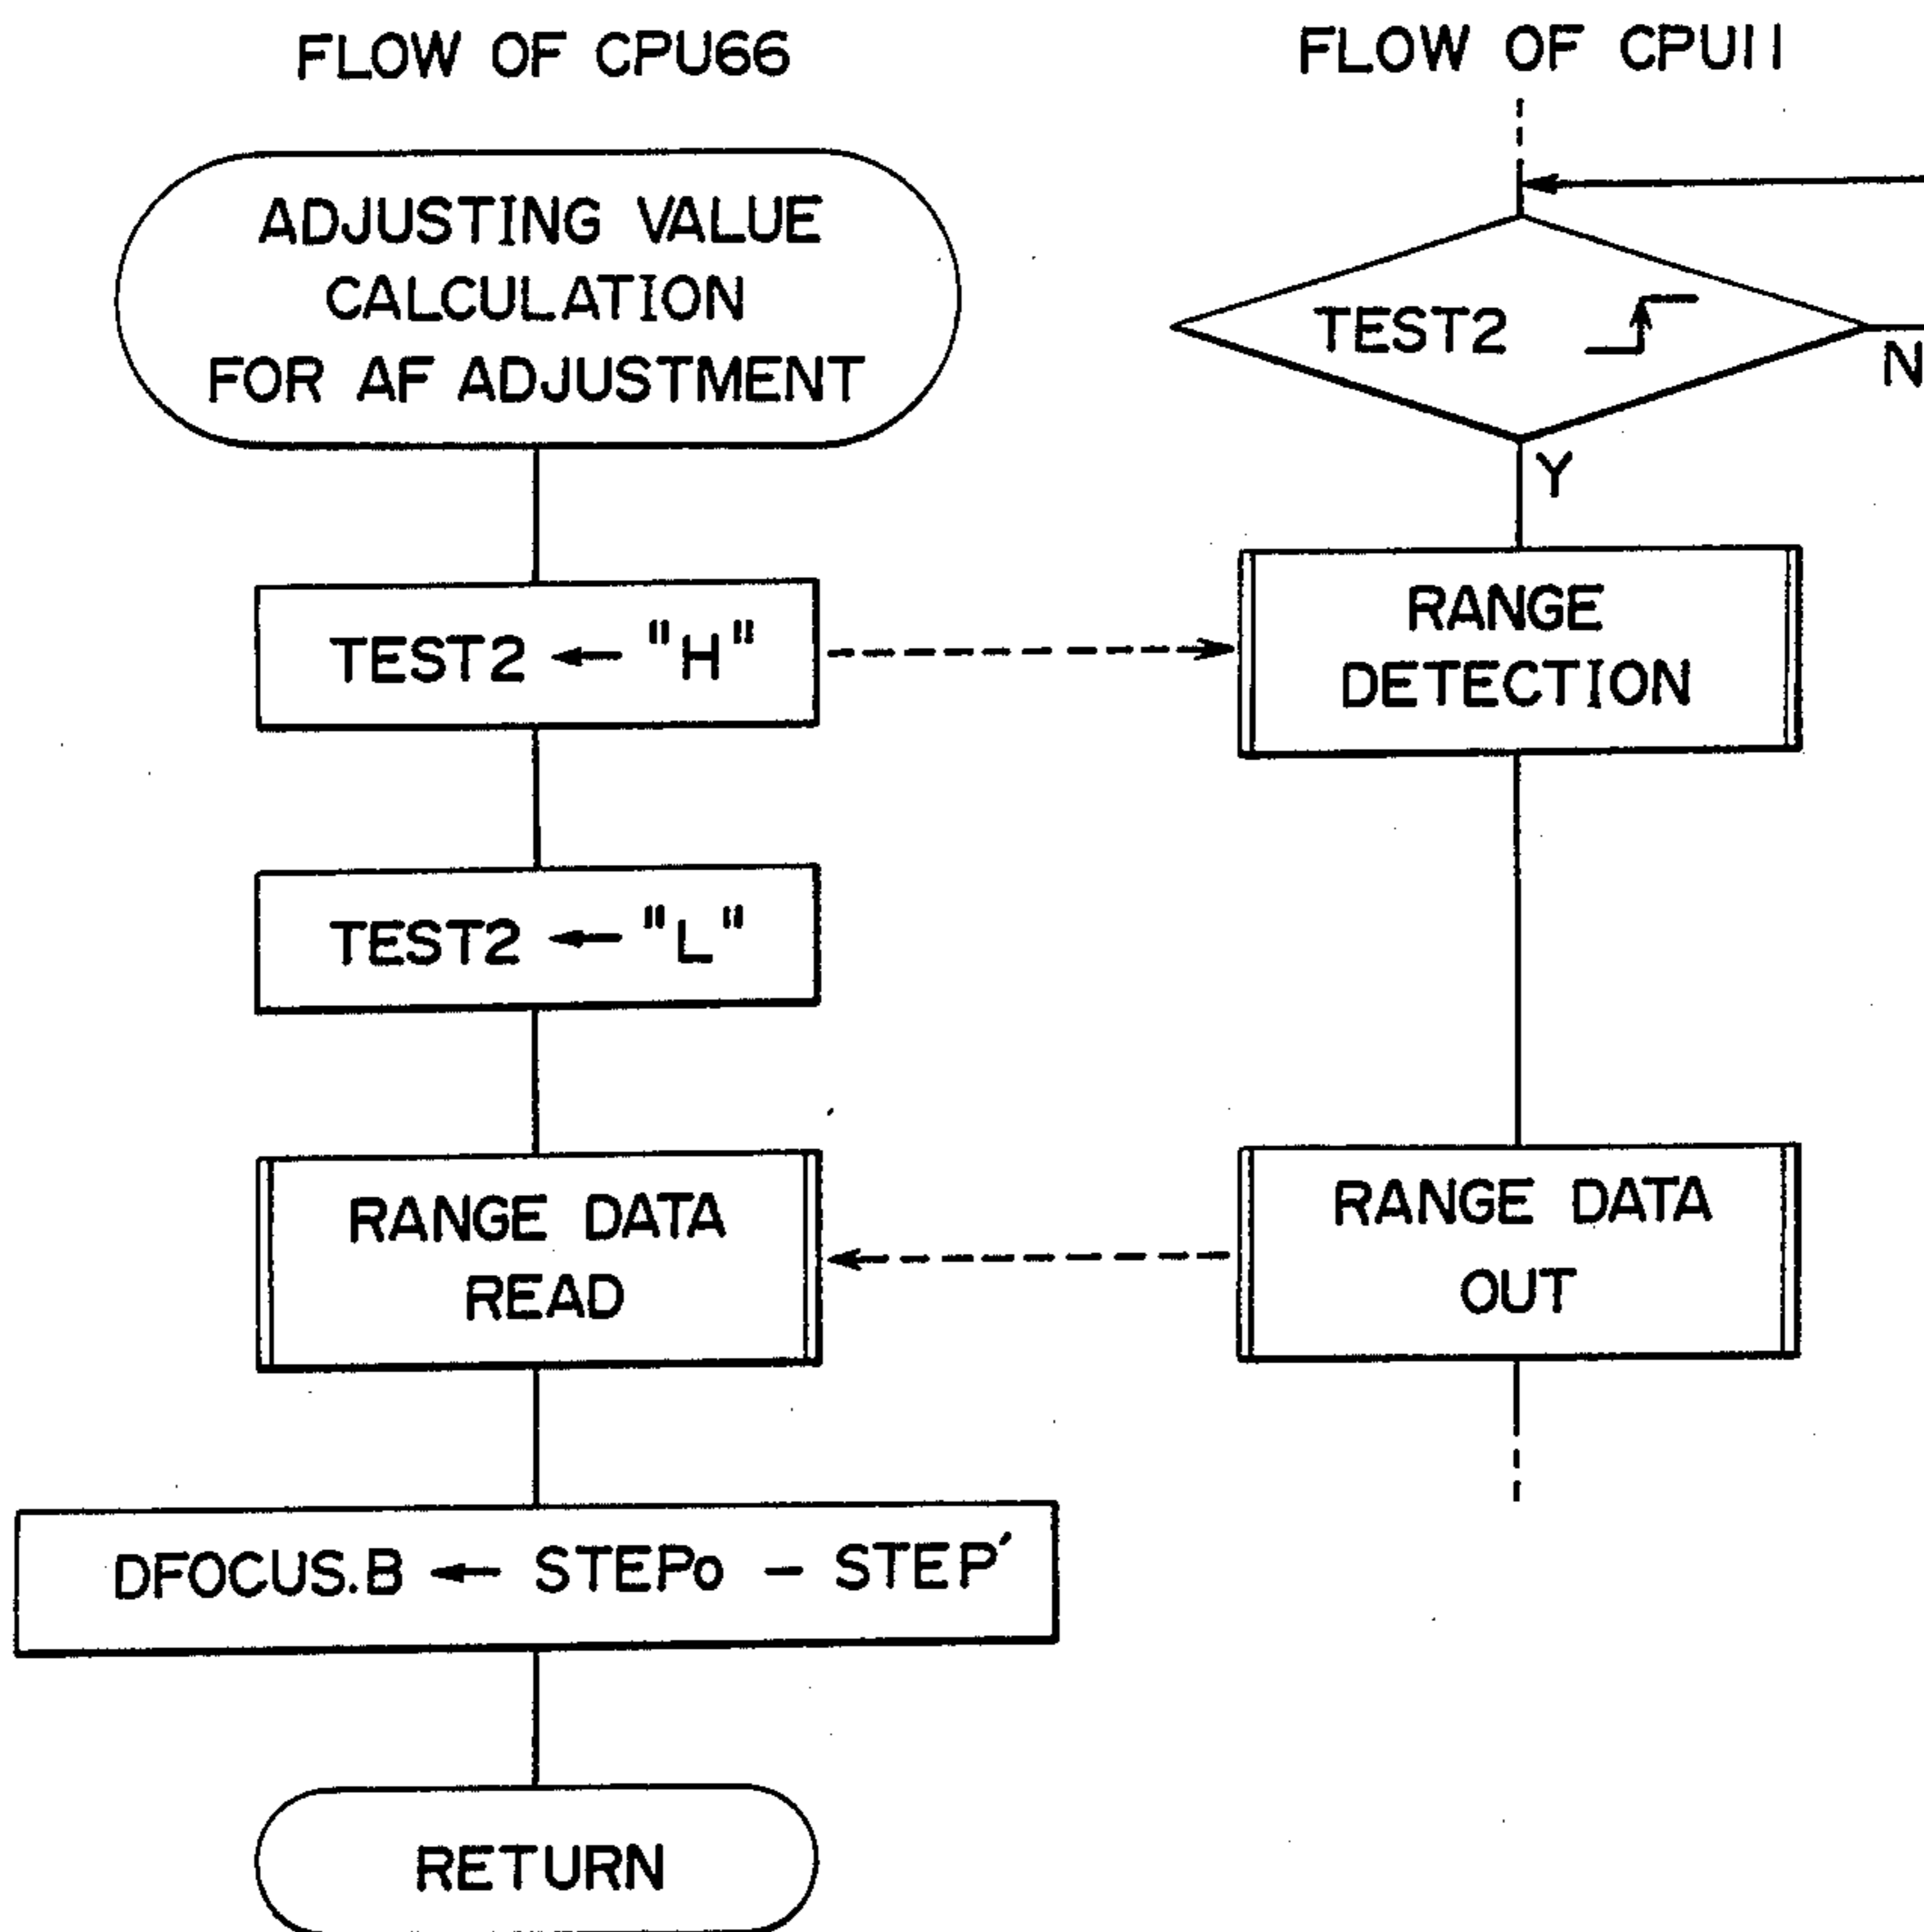 FLOW OF CPU66
ADJUSTING VALUE
CALCULATION
FOR AF ADJUSTMENT
TEST2 ← "H"
TEST2 ← "L"
RANGE DATA
READ
DFOCUS.B ← STEPo − STEP′
RETURN
FLOW OF CPU11
TEST2
N
Y
RANGE
DETECTION
RANGE DATA
OUT